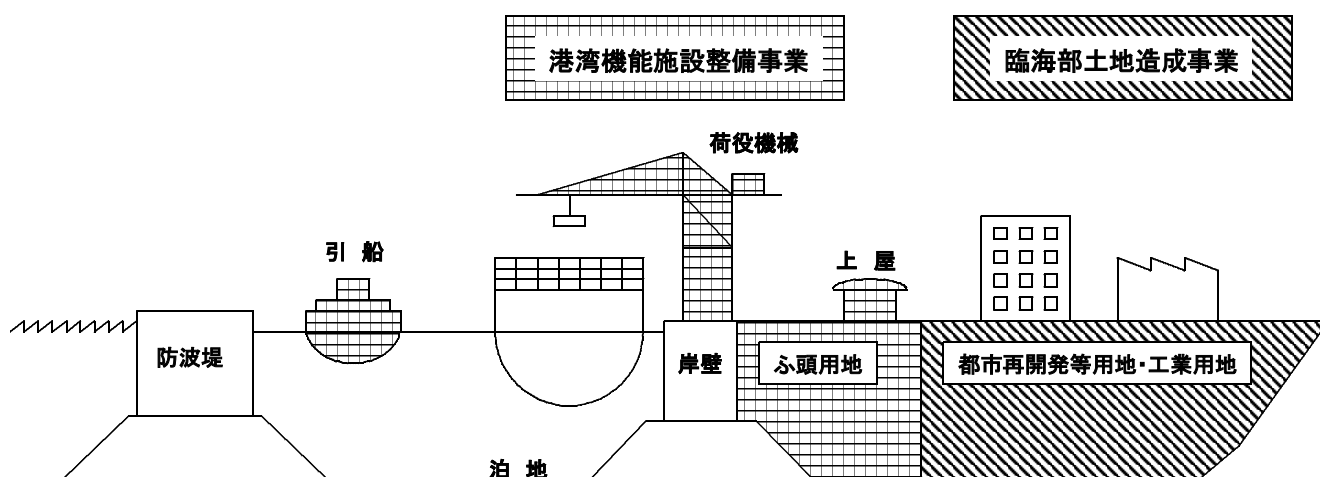 港湾機能施設整備事業
臨海部土地造成事業
荷役機械
引船
上屋
防波堤
岸壁
ふ頭用地
都市再開発等用地・工業用地
泊地